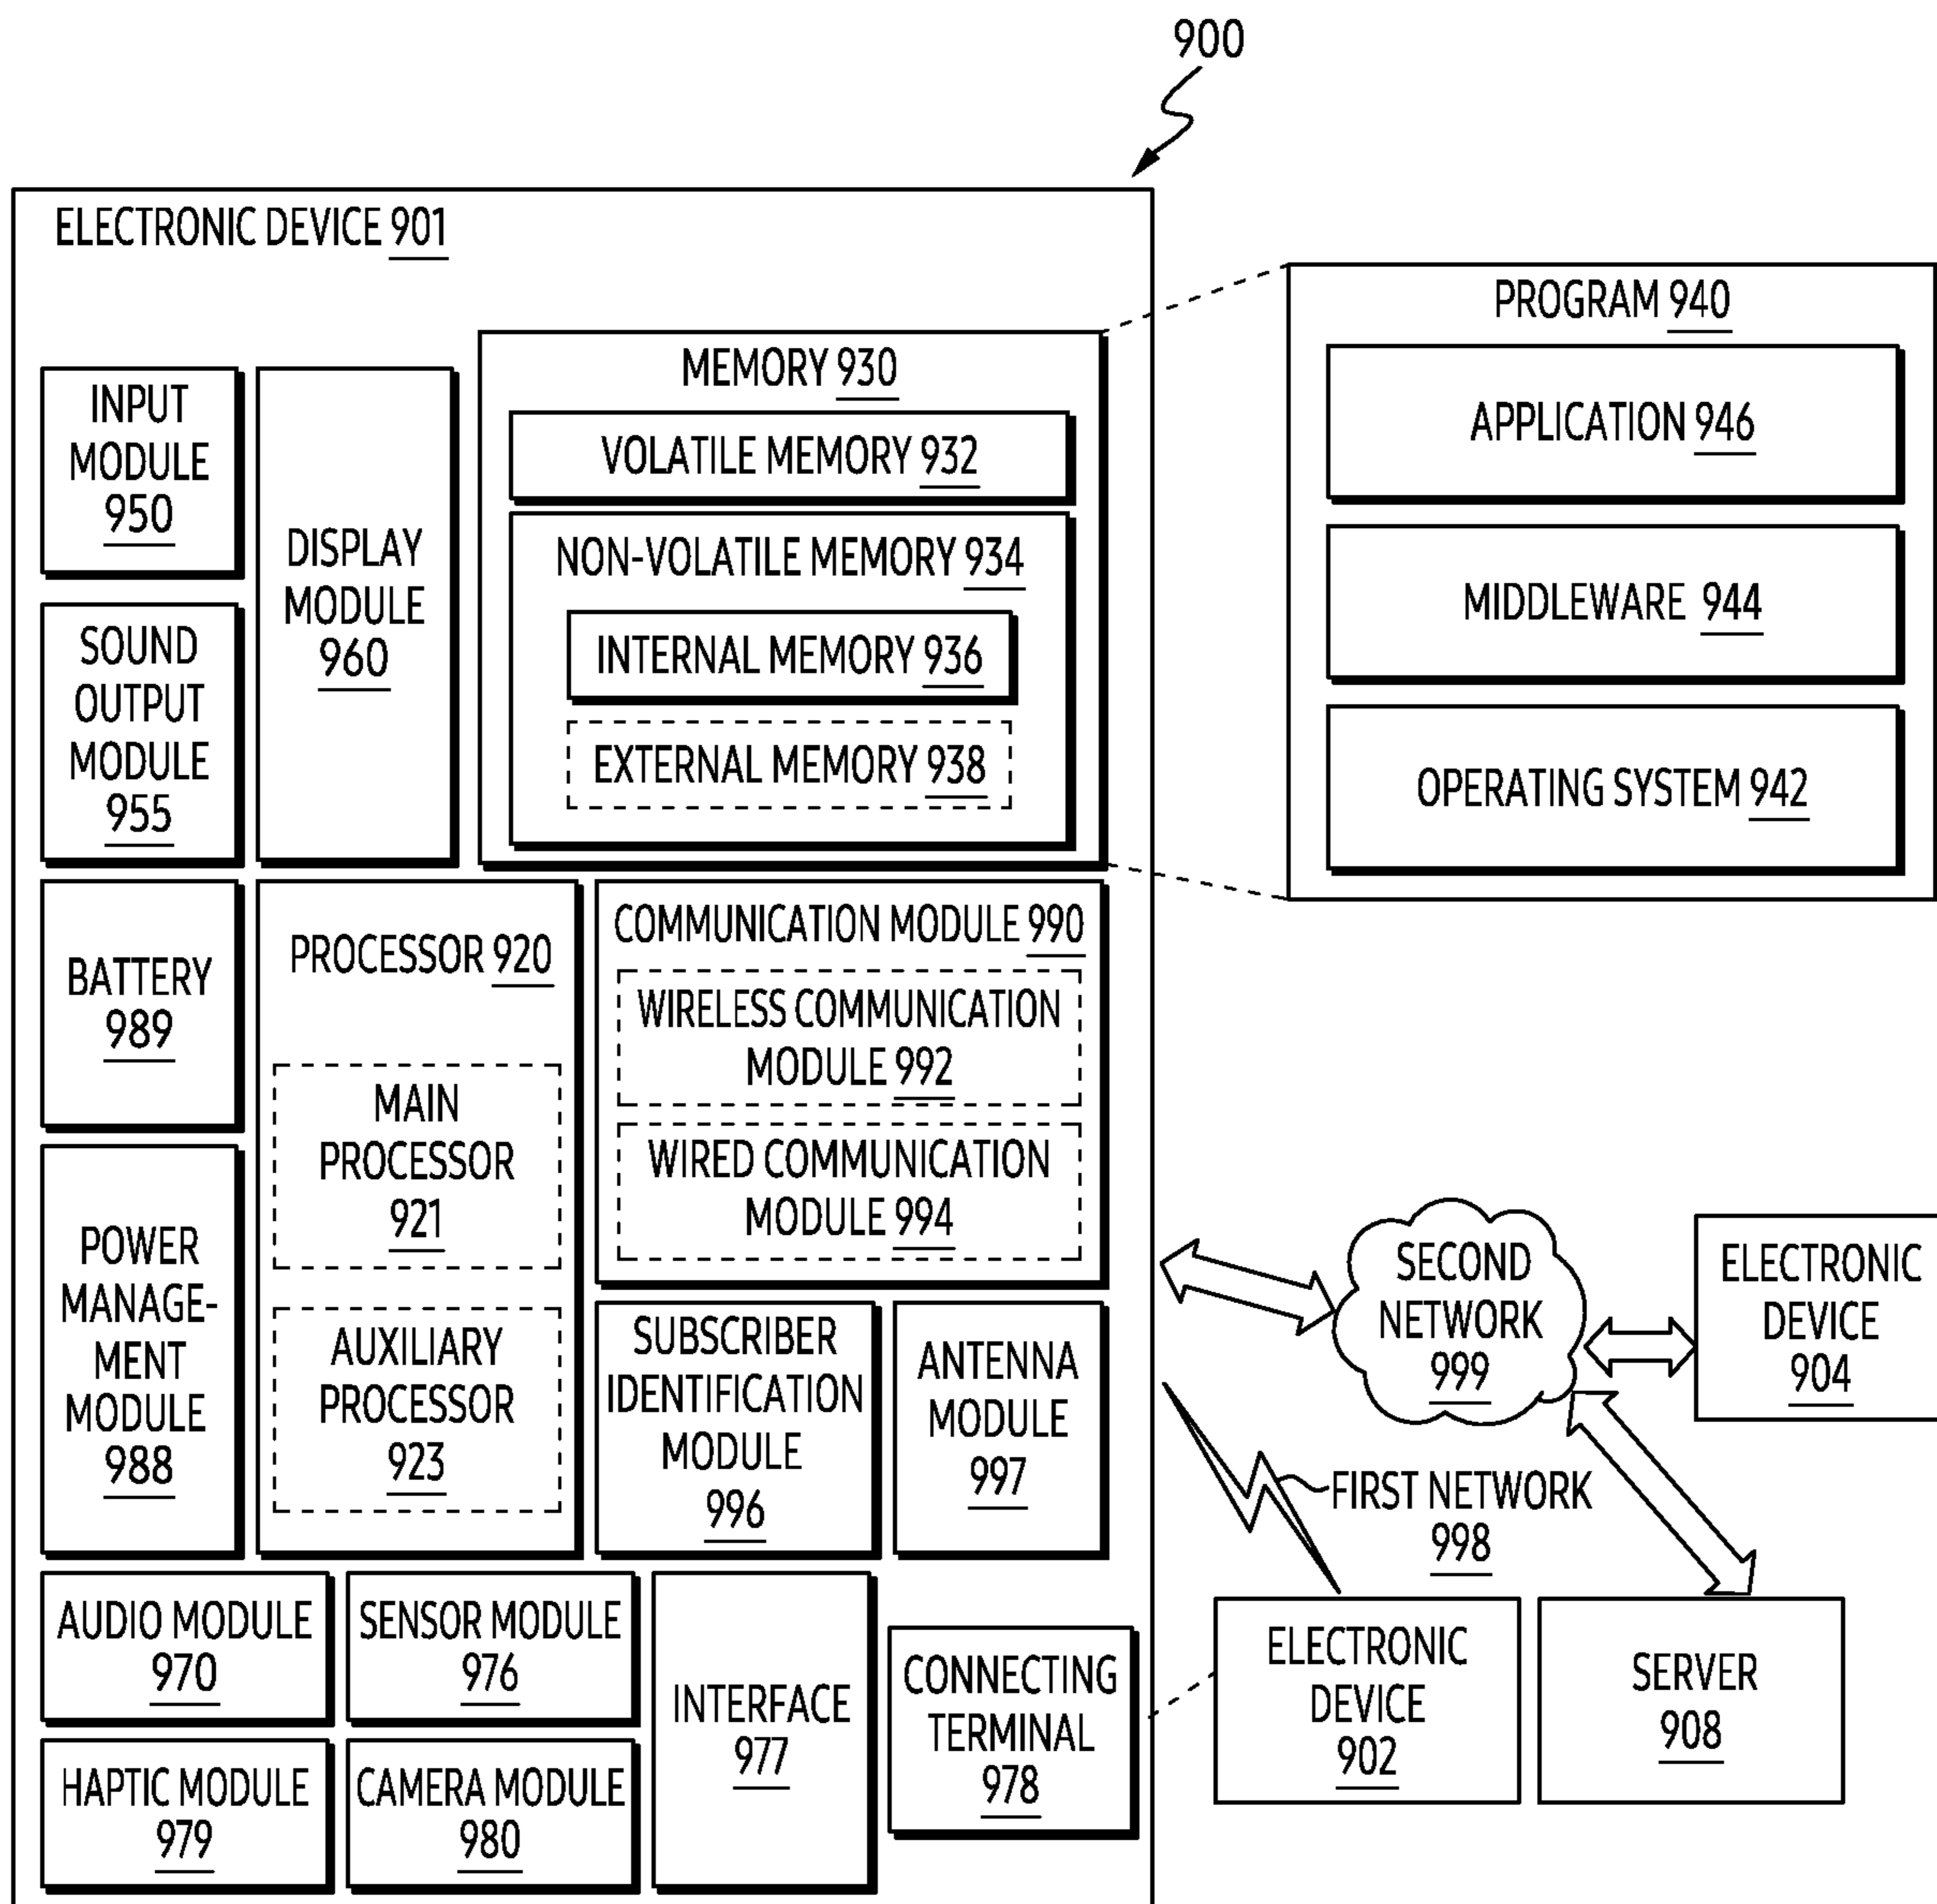 900
ELECTRONIC DEVICE 901
INPUT
MODULE
950
SOUND
OUTPUT
MODULE
955
DISPLAY
MODULE
960
MEMORY 930
VOLATILE MEMORY 932
NON-VOLATILE MEMORY 934
INTERNAL MEMORY 936
EXTERNAL MEMORY 938
PROGRAM 940
APPLICATION 946
MIDDLEWARE 944
OPERATING SYSTEM 942
BATTERY
989
POWER
MANAGE-
MENT
MODULE
988
PROCESSOR 920
MAIN
PROCESSOR
921
AUXILIARY
PROCESSOR
923
COMMUNICATION MODULE 990
WIRELESS COMMUNICATION
MODULE 992
WIRED COMMUNICATION
MODULE 994
SUBSCRIBER
IDENTIFICATION
MODULE
996
ANTENNA
MODULE
997
SECOND
NETWORK
999
ELECTRONIC
DEVICE
904
FIRST NETWORK
998
AUDIO MODULE
970
SENSOR MODULE
976
INTERFACE
977
CONNECTING
TERMINAL
978
HAPTIC MODULE
979
CAMERA MODULE
980
ELECTRONIC
DEVICE
902
SERVER
908